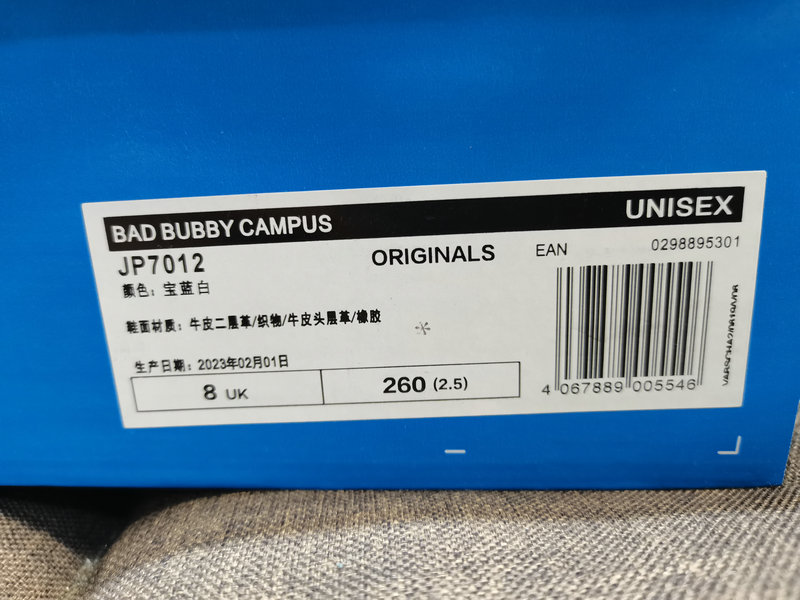 BAD BUBBY CAMPUS
UNISEX
JP7012
ORIGINALS
EAN
0298895301
颜色：宝蓝白
鞋面材质：牛皮二层革/织物/牛皮头层革/橡胶
生产日期：2023年02月01日
8 UK
260 (2.5)
4 067889 005546